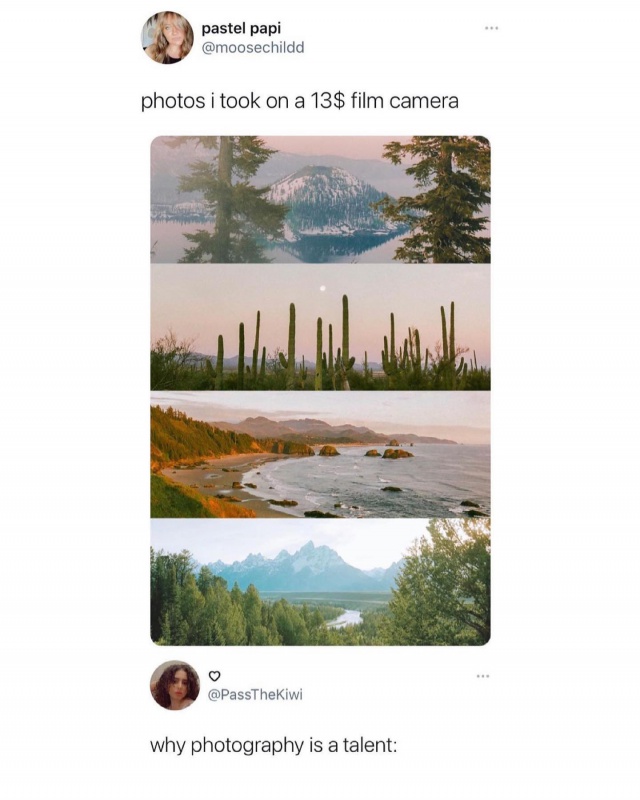 pastel papi
@moosechildd
photos i took on a 13$ film camera
@PassTheKiwi
why photography is a talent: